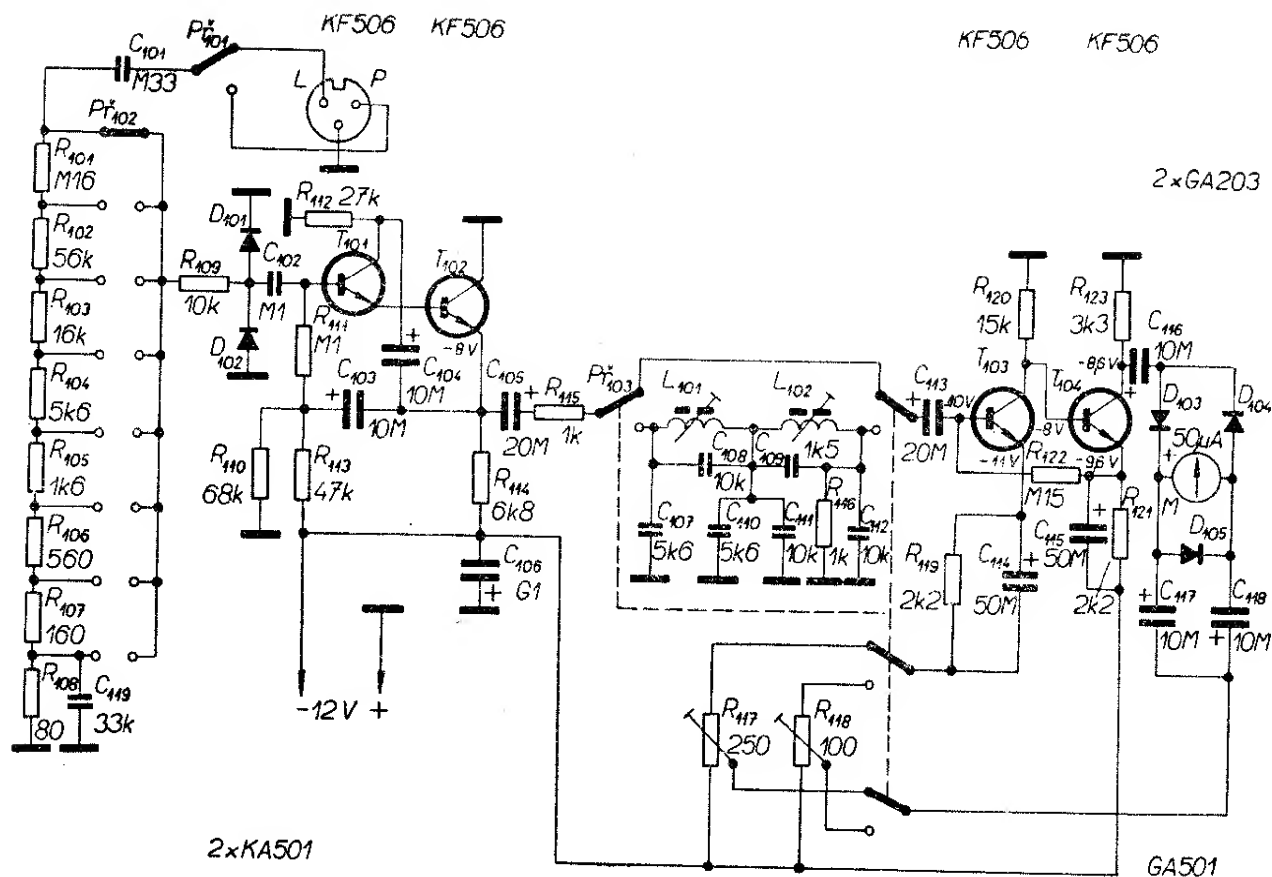 KF506 KF506
KF506 KF506
Př101
C101
M33
L P
Př102
R101
M16
2xGA203
R112 27k
D101
R102
56k
T101
C102
M1
T102
R109
10k
R103
16k
R111
M1
R120
15k
R123
3k3
C116
10M
D102
-8V
+
C103
10M
C104
10M
C105
20M
R115
1k
Př103
L101
L102
C113
20M
-10V
T103
T104
-8,6V
-8V
-11V
-9,6V
D103
D104
50µA
M
D105
R104
5k6
R105
1k6
R110
68k
R113
47k
R114
6k8
C108
10k
C109
1k5
R122
M15
R121
2k2
C107
5k6
C110
5k6
C111
10k
R116
1k
C112
10k
R119
2k2
C114
50M
C115
50M
C117
10M
C118
10M
R106
560
C106
G1
R107
160
R108
80
C119
33k
-12V +
R117
250
R118
100
2xKA501
GA501